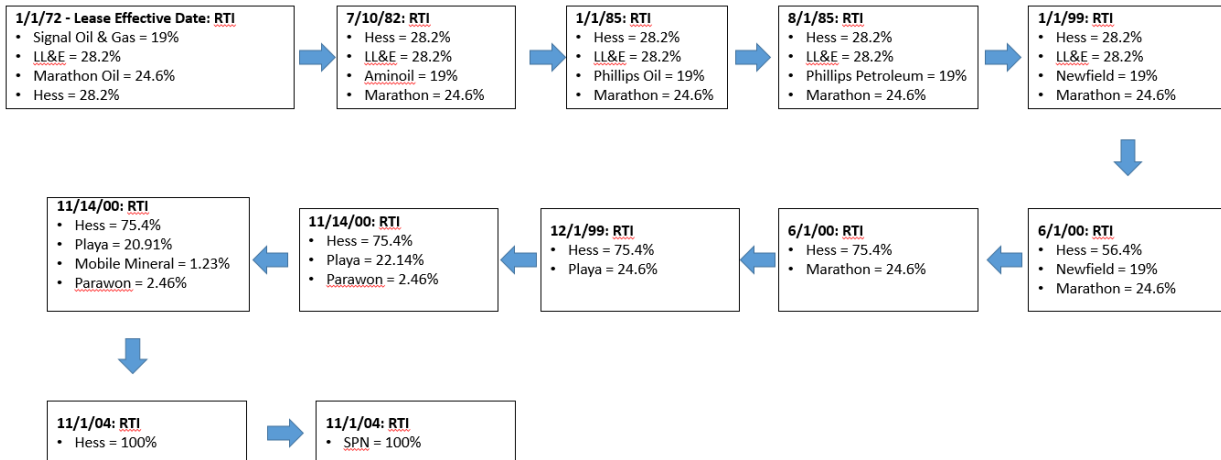 1/1/72 - Lease Effective Date: RTI
• Signal Oil & Gas = 19%
• LL&E = 28.2%
• Marathon Oil = 24.6%
• Hess = 28.2%
7/10/82: RTI
• Hess = 28.2%
• LL&E = 28.2%
• Aminoil = 19%
• Marathon = 24.6%
1/1/85: RTI
• Hess = 28.2%
• LL&E = 28.2%
• Phillips Oil = 19%
• Marathon = 24.6%
8/1/85: RTI
• Hess = 28.2%
• LL&E = 28.2%
• Phillips Petroleum = 19%
• Marathon = 24.6%
1/1/99: RTI
• Hess = 28.2%
• LL&E = 28.2%
• Newfield = 19%
• Marathon = 24.6%
6/1/00: RTI
• Hess = 56.4%
• Newfield = 19%
• Marathon = 24.6%
6/1/00: RTI
• Hess = 75.4%
• Marathon = 24.6%
12/1/99: RTI
• Hess = 75.4%
• Playa = 24.6%
11/14/00: RTI
• Hess = 75.4%
• Playa = 22.14%
• Parawon = 2.46%
11/14/00: RTI
• Hess = 75.4%
• Playa = 20.91%
• Mobile Mineral = 1.23%
• Parawon = 2.46%
11/1/04: RTI
• Hess = 100%
11/1/04: RTI
• SPN = 100%